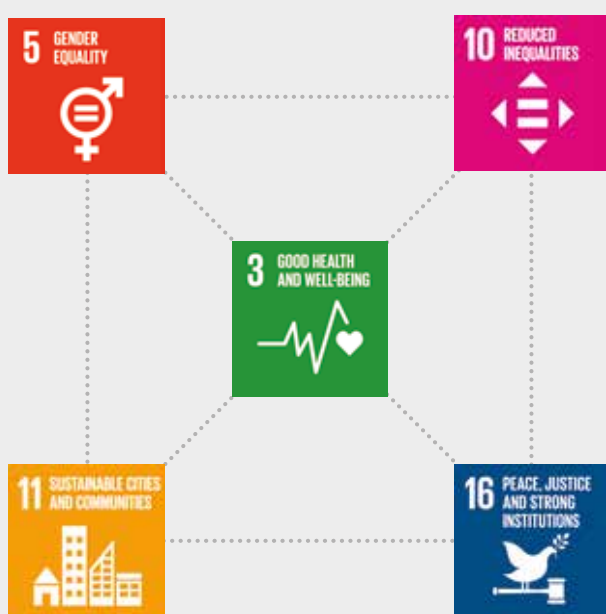 5 GENDER
EQUALITY
10 REDUCED
INEQUALITIES
3 GOOD HEALTH
AND WELL-BEING
11 SUSTAINABLE CITIES
AND COMMUNITIES
16 PEACE, JUSTICE
AND STRONG
INSTITUTIONS